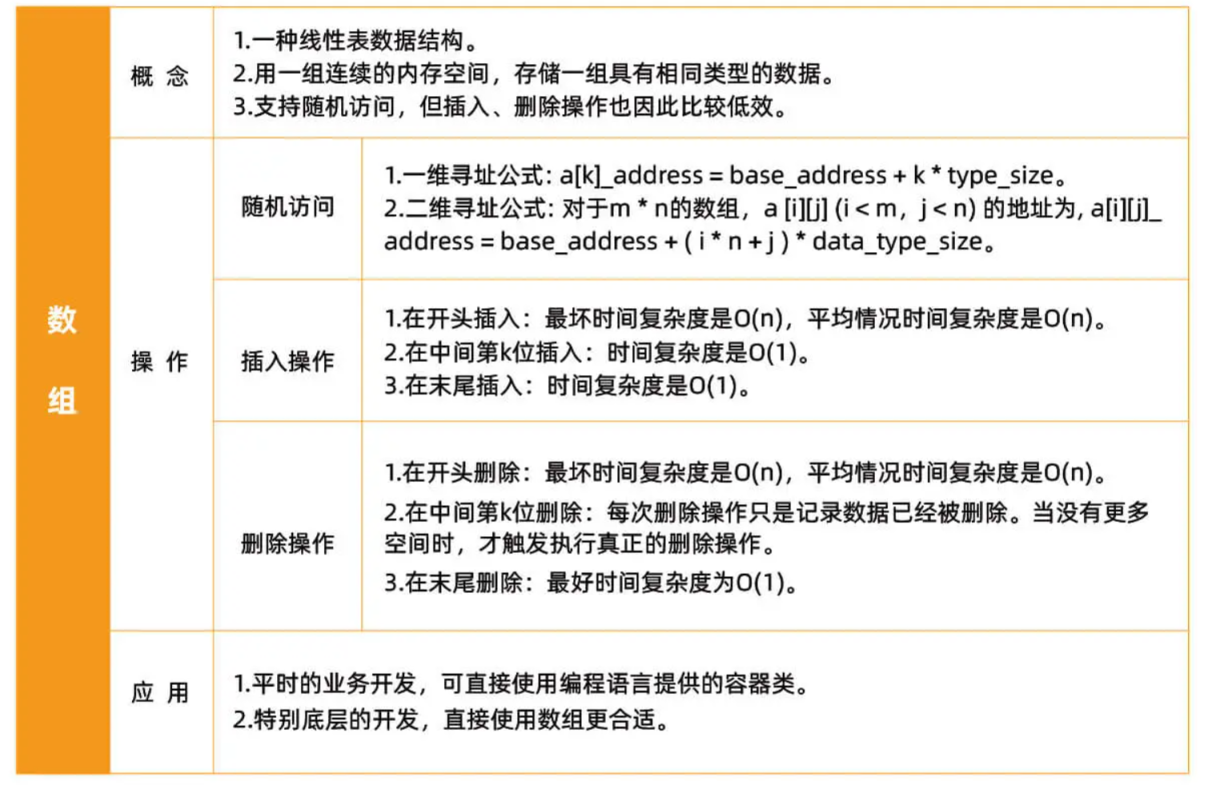 数组
概念
1.一种线性表数据结构。
2.用一组连续的内存空间，存储一组具有相同类型的数据。
3.支持随机访问，但插入、删除操作也因此比较低效。
操作
随机访问
1.一维寻址公式：a[k]_address = base_address + k * type_size。
2.二维寻址公式：对于m * n的数组，a [i][j] (i < m，j < n) 的地址为, a[i][j]_
address = base_address + ( i * n + j ) * data_type_size。
插入操作
1.在开头插入：最坏时间复杂度是O(n)，平均情况时间复杂度是O(n)。
2.在中间第k位插入：时间复杂度是O(1)。
3.在末尾插入：时间复杂度是O(1)。
删除操作
1.在开头删除：最坏时间复杂度是O(n)，平均情况时间复杂度是O(n)。
2.在中间第k位删除：每次删除操作只是记录数据已经被删除。当没有更多
空间时，才触发执行真正的删除操作。
3.在末尾删除：最好时间复杂度为O(1)。
应用
1.平时的业务开发，可直接使用编程语言提供的容器类。
2.特别底层的开发，直接使用数组更合适。